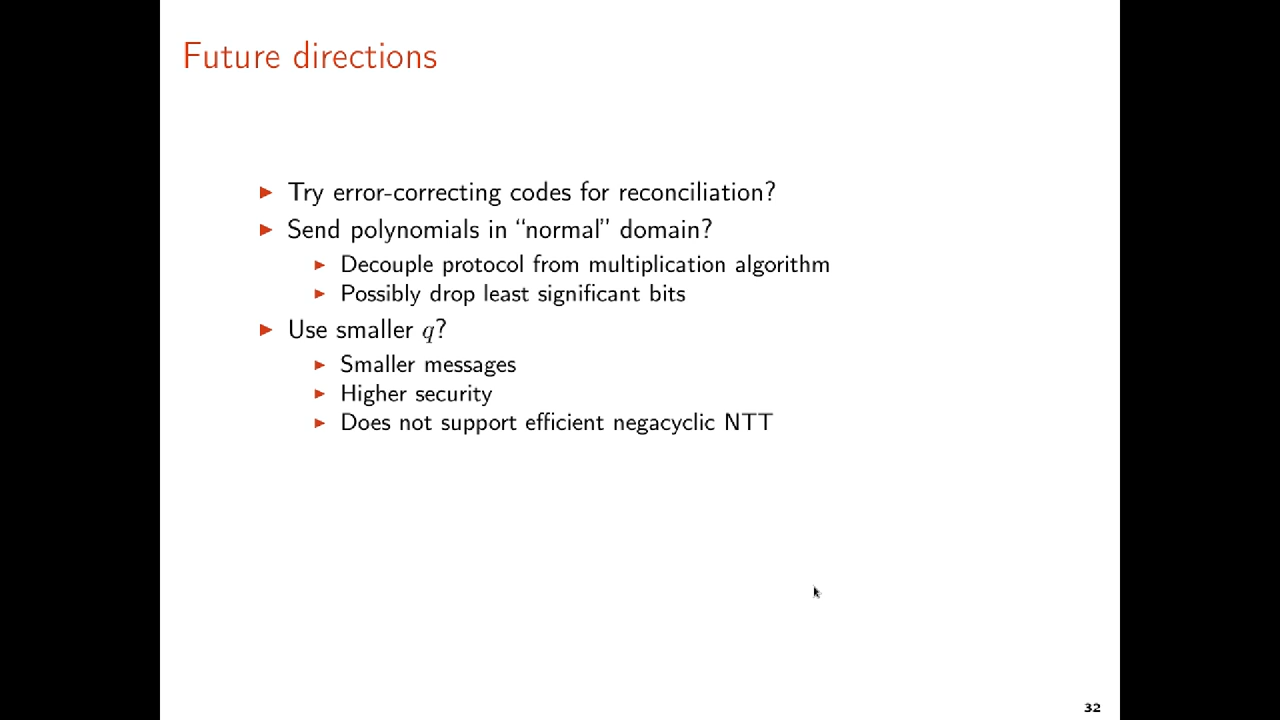 Future directions
► Try error-correcting codes for reconciliation?
► Send polynomials in “normal” domain?
► Decouple protocol from multiplication algorithm
► Possibly drop least significant bits
► Use smaller q?
► Smaller messages
► Higher security
► Does not support efficient negacyclic NTT
32